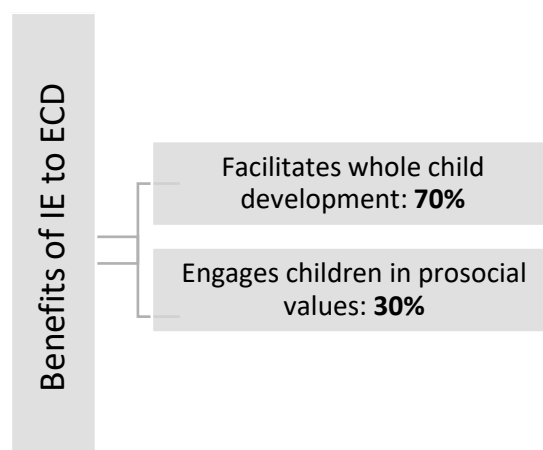 Benefits of IE to ECD
Facilitates whole child
development: 70%
Engages children in prosocial
values: 30%